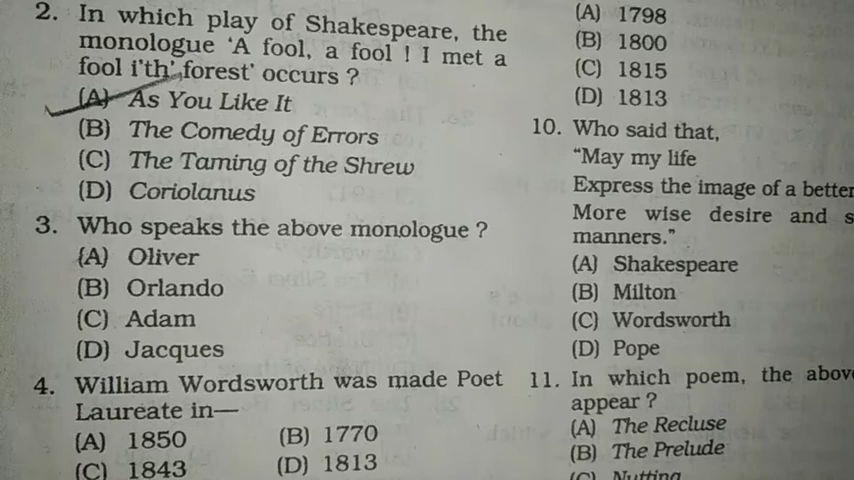 2. In which play of Shakespeare, the
monologue 'A fool, a fool ! I met a
fool i'th' forest' occurs ?
(A) As You Like It
(B) The Comedy of Errors
(C) The Taming of the Shrew
(D) Coriolanus
3. Who speaks the above monologue ?
(A) Oliver
(B) Orlando
(C) Adam
(D) Jacques
4. William Wordsworth was made Poet
Laureate in—
(A) 1850 (B) 1770
(C) 1843 (D) 1813
(A) 1798
(B) 1800
(C) 1815
(D) 1813
10. Who said that,
"May my life
Express the image of a better
More wise desire and s
manners."
(A) Shakespeare
(B) Milton
(C) Wordsworth
(D) Pope
11. In which poem, the above
appear ?
(A) The Recluse
(B) The Prelude
(C) Nutting